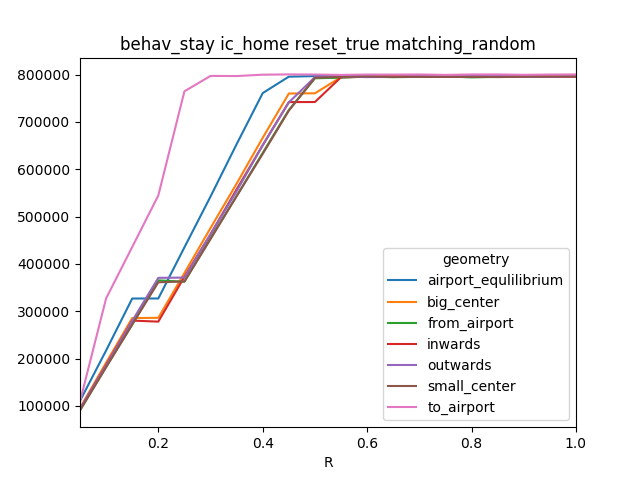 behav_stay ic_home reset_true matching_random
800000
700000
600000
500000
400000
300000
200000
100000
geometry
airport_equlilibrium
big_center
from_airport
inwards
outwards
small_center
to_airport
0.2 0.4 0.6 0.8 1.0
R